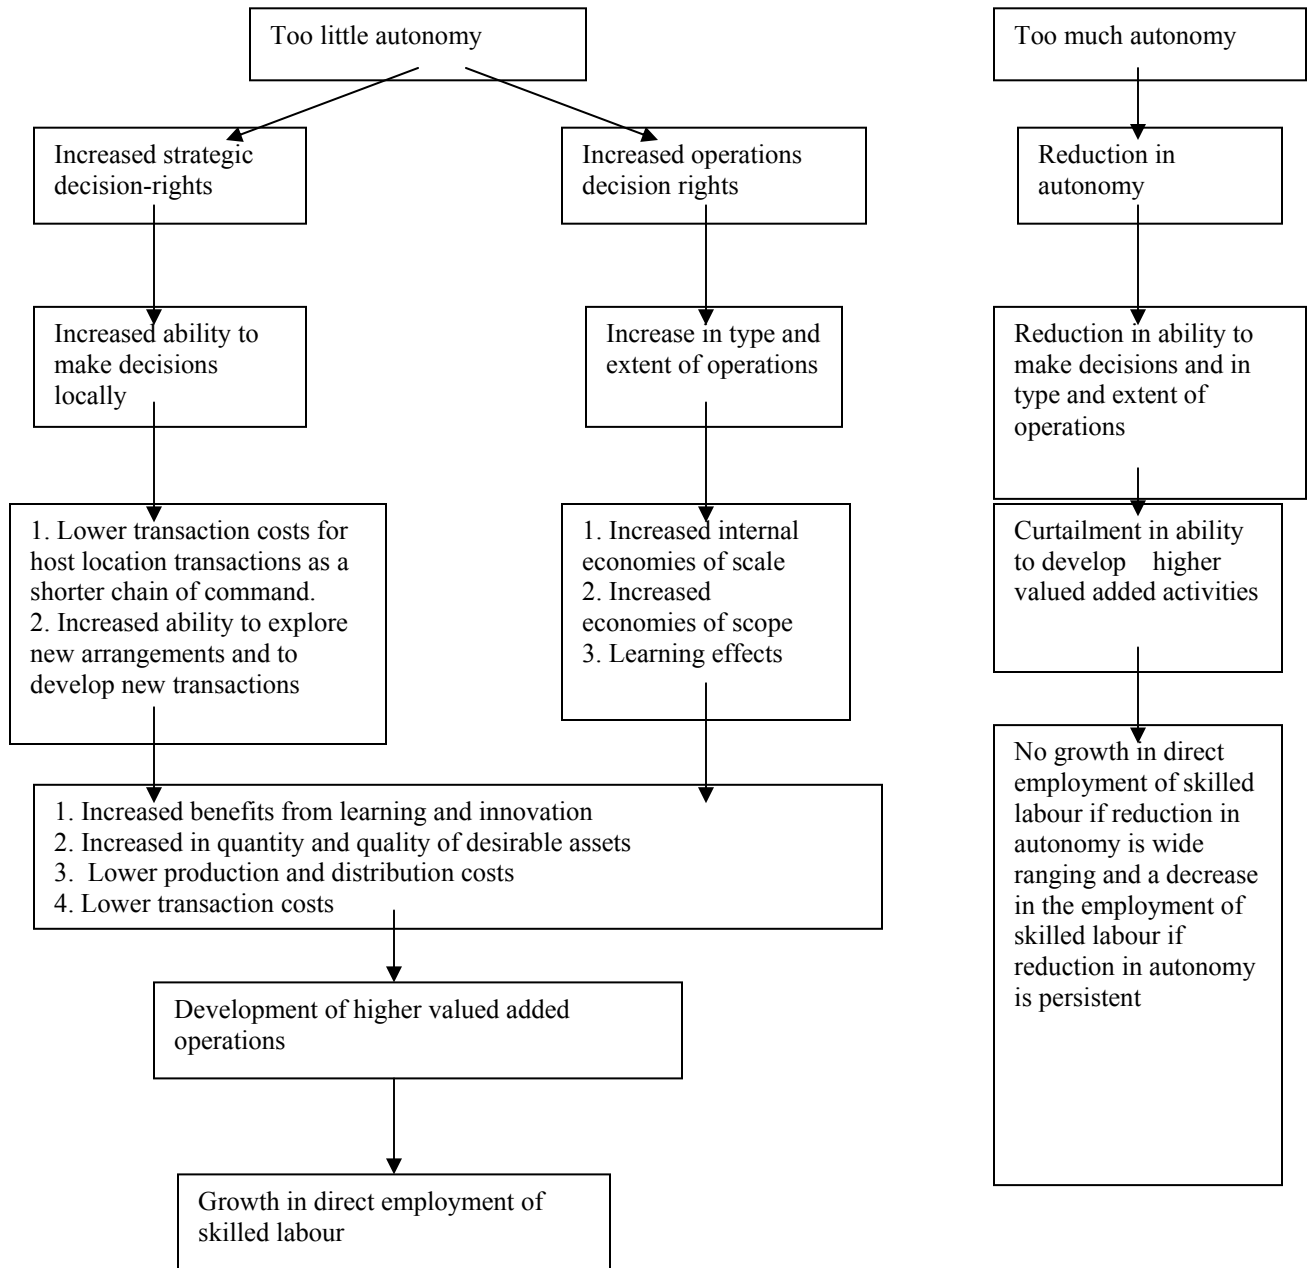 Too little autonomy
Too much autonomy
Increased strategic
decision-rights
Increased operations
decision rights
Reduction in
autonomy
Increased ability to
make decisions
locally
Increase in type and
extent of operations
Reduction in ability to
make decisions and in
type and extent of
operations
1. Lower transaction costs for
host location transactions as a
shorter chain of command.
2. Increased ability to explore
new arrangements and to
develop new transactions
1. Increased internal
economies of scale
2. Increased
economies of scope
3. Learning effects
Curtailment in ability
to develop higher
valued added activities
1. Increased benefits from learning and innovation
2. Increased in quantity and quality of desirable assets
3. Lower production and distribution costs
4. Lower transaction costs
No growth in direct
employment of skilled
labour if reduction in
autonomy is wide
ranging and a decrease
in the employment of
skilled labour if
reduction in autonomy
is persistent
Development of higher valued added
operations
Growth in direct employment of
skilled labour